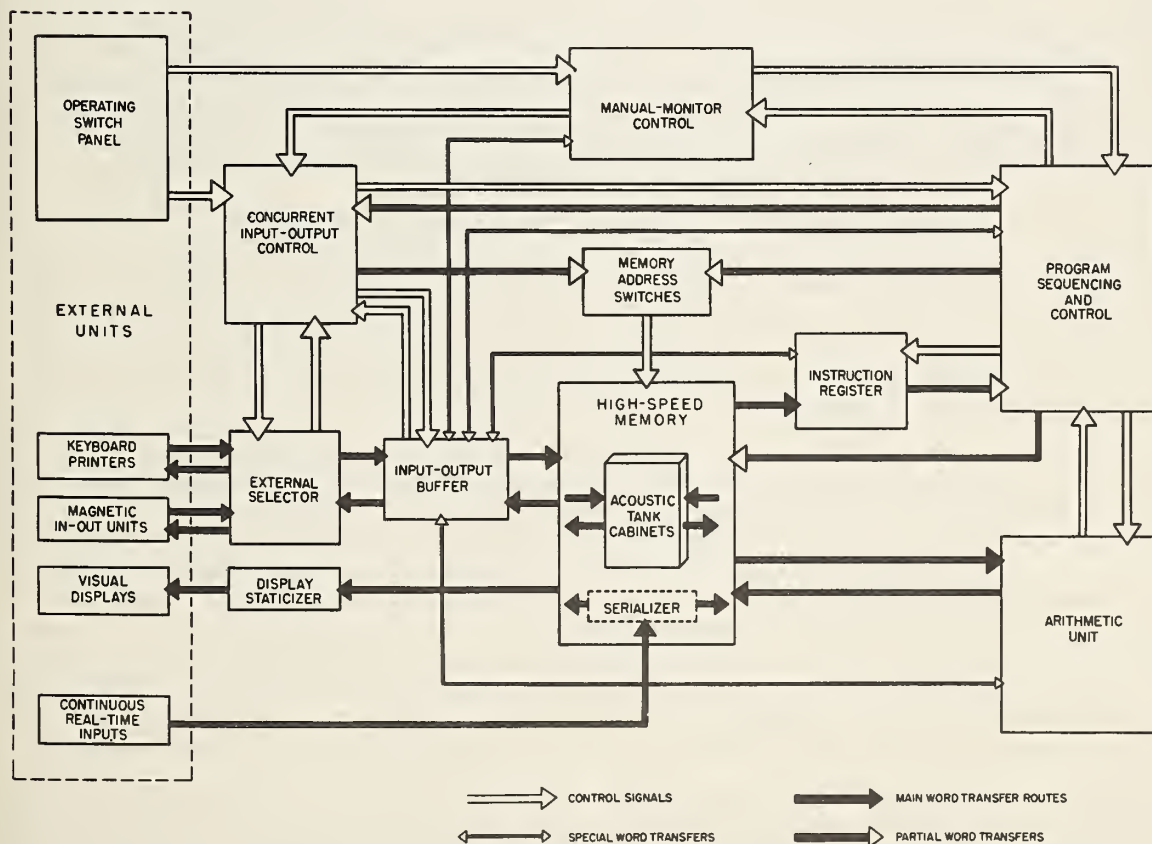 OPERATING
SWITCH
PANEL
MANUAL-MONITOR
CONTROL
CONCURRENT
INPUT-OUTPUT
CONTROL
MEMORY
ADDRESS
SWITCHES
PROGRAM
SEQUENCING
AND
CONTROL
EXTERNAL
UNITS
INSTRUCTION
REGISTER
HIGH-SPEED
MEMORY
KEYBOARD
PRINTERS
EXTERNAL
SELECTOR
INPUT-OUTPUT
BUFFER
ACOUSTIC
TANK
CABINETS
MAGNETIC
IN-OUT UNITS
VISUAL
DISPLAYS
DISPLAY
STATICIZER
SERIALIZER
ARITHMETIC
UNIT
CONTINUOUS
REAL-TIME
INPUTS
CONTROL SIGNALS
MAIN WORD TRANSFER ROUTES
SPECIAL WORD TRANSFERS
PARTIAL WORD TRANSFERS